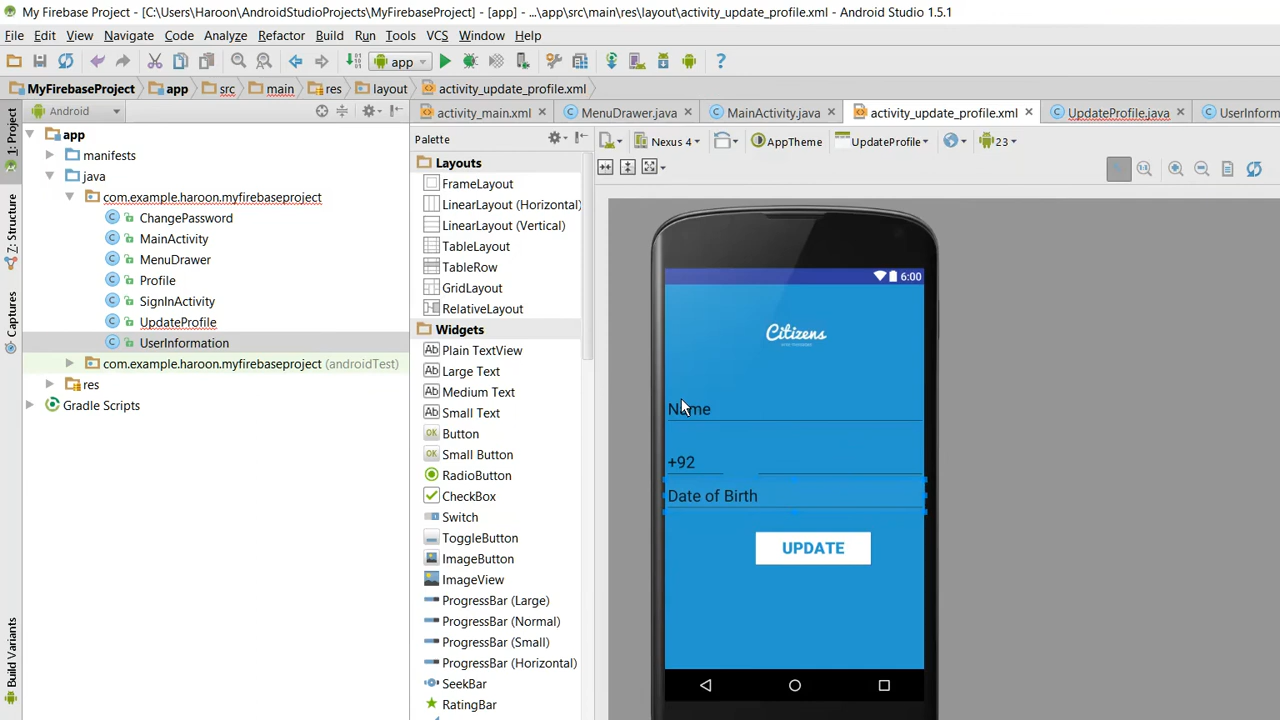 My Firebase Project - [C:\Users\Haroon\AndroidStudioProjects\MyFirebaseProject] - [app] - ...\app\src\main\res\layout\activity_update_profile.xml - Android Studio 1.5.1
File Edit View Navigate Code Analyze Refactor Build Run Tools VCS Window Help
app
MyFirebaseProject app src main res layout activity_update_profile.xml
Android
activity_main.xml MenuDrawer.java MainActivity.java activity_update_profile.xml UpdateProfile.java UserInform
1: Project
Z: Structure
Captures
Build Variants
app
manifests
java
com.example.haroon.myfirebaseproject
ChangePassword
MainActivity
MenuDrawer
Profile
SignInActivity
UpdateProfile
UserInformation
com.example.haroon.myfirebaseproject (androidTest)
res
Gradle Scripts
Palette
Layouts
FrameLayout
LinearLayout (Horizontal)
LinearLayout (Vertical)
TableLayout
TableRow
GridLayout
RelativeLayout
Widgets
Ab Plain TextView
Ab Large Text
Ab Medium Text
Ab Small Text
OK Button
OK Small Button
RadioButton
CheckBox
Switch
ToggleButton
ImageButton
ImageView
ProgressBar (Large)
ProgressBar (Normal)
ProgressBar (Small)
ProgressBar (Horizontal)
SeekBar
RatingBar
Nexus 4 AppTheme UpdateProfile 23
6:00
Citizens
Name
+92
Date of Birth
UPDATE